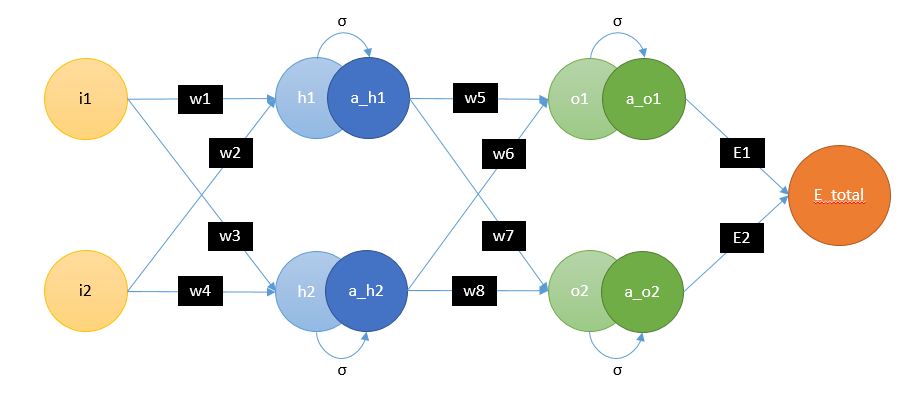 σ σ
i1 w1 h1 a_h1 w5 o1 a_o1
w2 w6 E1
E_total
w3 w7 E2
i2 w4 h2 a_h2 w8 o2 a_o2
σ σ